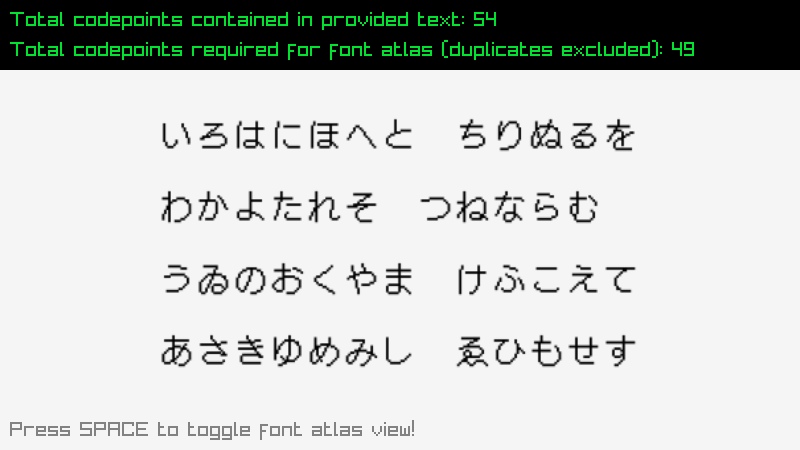 Total codepoints contained in provided text: 54
Total codepoints required for font atlas (duplicates excluded): 49
いろはにほへと　ちりぬるを
わかよたれそ　つねならむ
うゐのおくやま　けふこえて
あさきゆめみし　ゑひもせす
Press SPACE to toggle font atlas view!